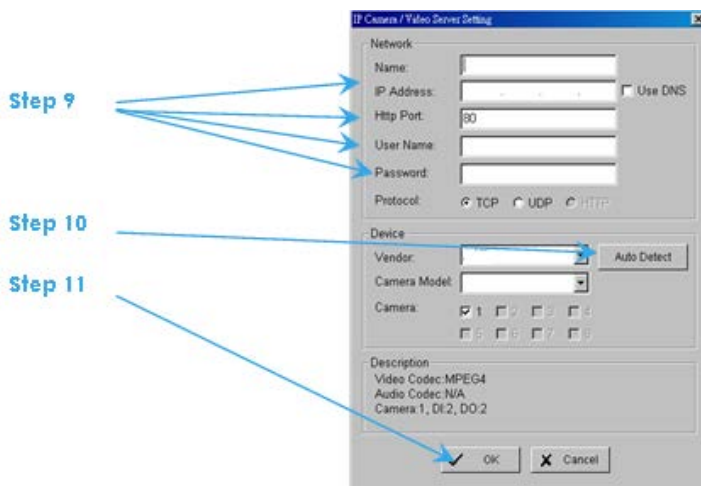 IP Camera / Video Server Setting
Network
Name:
Step 9
IP Address:
Use DNS
Http Port:
80
User Name:
Password:
Protocol:
TCP
UDP
HTTP
Step 10
Device
Vendor:
Auto Detect
Step 11
Camera Model:
Camera:
1 2 3 4
5 6 7 8
Description
Video Codec:MPEG4
Audio Codec:N/A
Camera:1, DI:2, DO:2
OK
Cancel